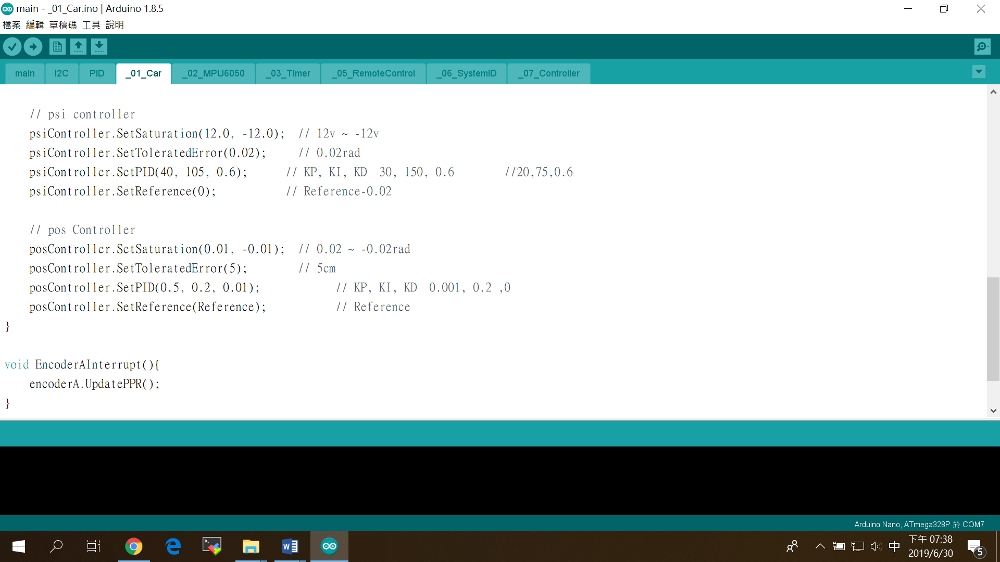 main - _01_Car.ino | Arduino 1.8.5
檔案 編輯 草稿碼 工具 說明
main I2C PID _01_Car _02_MPU6050 _03_Timer _05_RemoteControl _06_SystemID _07_Controller
// psi controller
psiController.SetSaturation(12.0, -12.0); // 12v ~ -12v
psiController.SetToleratedError(0.02); // 0.02rad
psiController.SetPID(40, 105, 0.6); // KP, KI, KD 30, 150, 0.6 //20,75,0.6
psiController.SetReference(0); // Reference-0.02
// pos Controller
posController.SetSaturation(0.01, -0.01); // 0.02 ~ -0.02rad
posController.SetToleratedError(5); // 5cm
posController.SetPID(0.5, 0.2, 0.01); // KP, KI, KD 0.001, 0.2 ,0
posController.SetReference(Reference); // Reference
}
void EncoderAInterrupt(){
encoderA.UpdatePPR();
}
Arduino Nano, ATmega328P 於 COM7
中
下午 07:38
2019/6/30
5